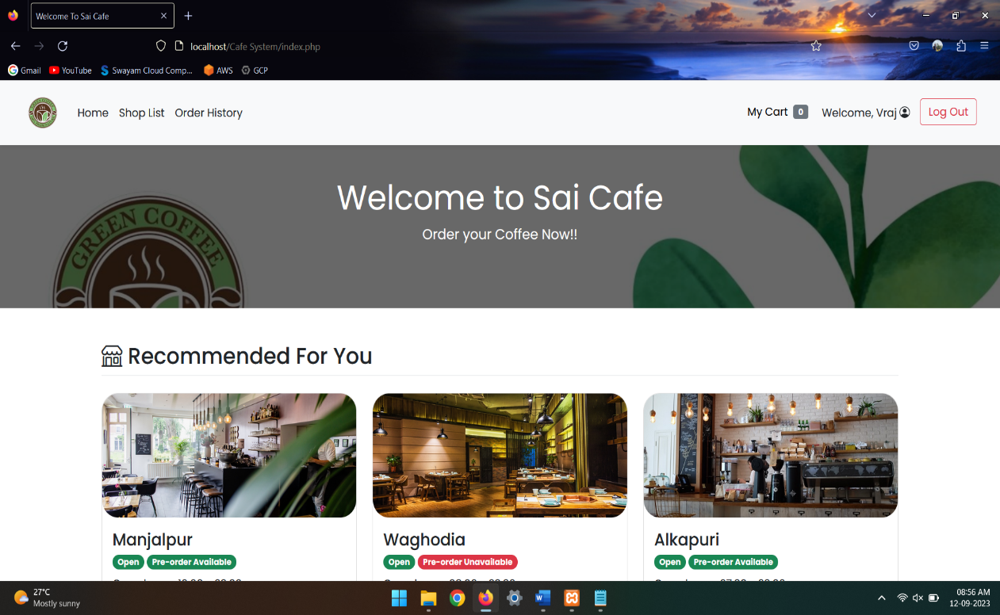 Welcome To Sai Cafe
localhost/Cafe System/index.php
Gmail YouTube Swayam Cloud Comp... AWS GCP
Home Shop List Order History My Cart 0 Welcome, Vraj Log Out
Welcome to Sai Cafe
Order your Coffee Now!!
GREEN COFFEE
Recommended For You
Manjalpur Waghodia Alkapuri
Open Pre-order Available Open Pre-order Unavailable Open Pre-order Available
27°C
Mostly sunny
08:56 AM
12-09-2023